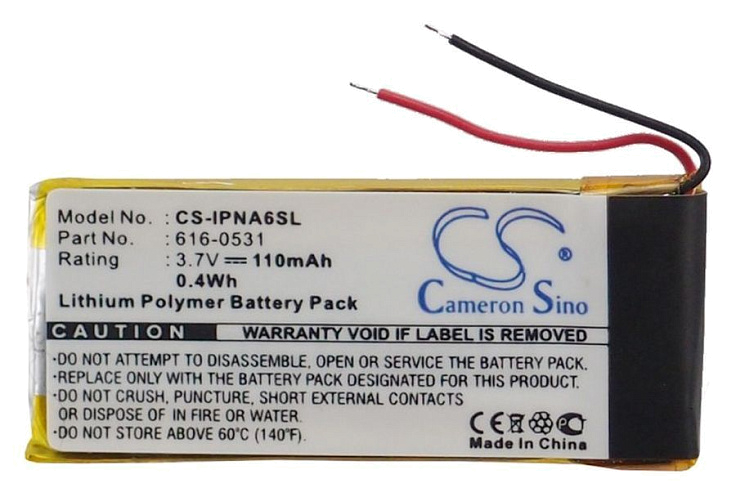 Model No. : CS-IPNA6SL
Part No. : 616-0531
Rating : 3.7V ⎓ 110mAh
0.4Wh
Lithium Polymer Battery Pack
CS®
Cameron Sino
CAUTION WARRANTY VOID IF LABEL IS REMOVED
•DO NOT ATTEMPT TO DISASSEMBLE, OPEN OR SERVICE THE BATTERY PACK.
•REPLACE ONLY WITH THE BATTERY PACK DESIGNATED FOR THIS PRODUCT.
•DO NOT CRUSH, PUNCTURE, SHORT EXTERNAL CONTACTS
OR DISPOSE OF IN FIRE OR WATER.
•DO NOT STORE ABOVE 60°C (140°F).
CE FC PG
Made In China